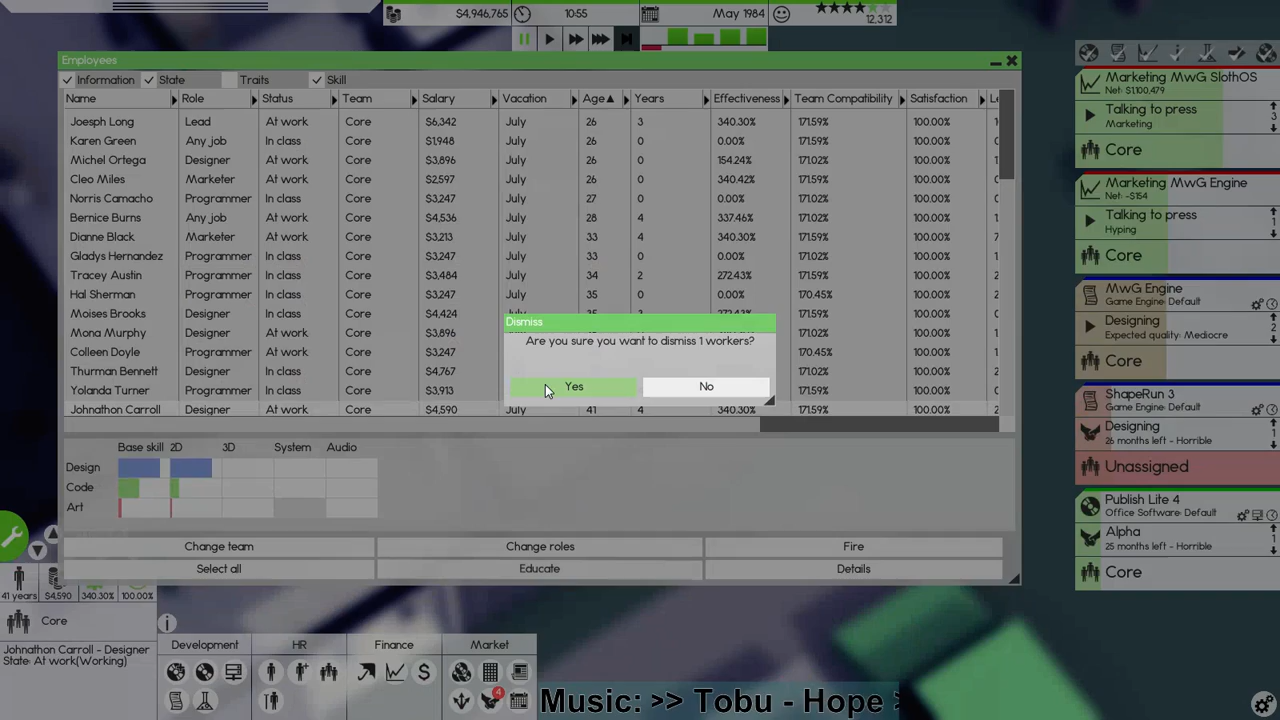 $4,946,765 10:55 May 1984 12,312
Employees
Information State Traits Skill
Name Role Status Team Salary Vacation Age▲ Years Effectiveness Team Compatibility Satisfaction
Joesph Long Lead At work Core $6,342 July 26 3 340.30% 171.59% 100.00%
Karen Green Any job In class Core $1,948 July 26 0 0.00% 171.59% 100.00%
Michel Ortega Designer At work Core $3,896 July 26 0 154.24% 171.02% 100.00%
Cleo Miles Marketer At work Core $2,597 July 26 0 340.42% 171.02% 100.00%
Norris Camacho Programmer In class Core $3,247 July 27 0 0.00% 171.02% 100.00%
Bernice Burns Any job At work Core $4,536 July 28 4 337.46% 171.02% 100.00%
Dianne Black Marketer At work Core $3,213 July 33 4 340.30% 171.59% 100.00%
Gladys Hernandez Programmer In class Core $3,247 July 33 0 0.00% 171.59% 100.00%
Tracey Austin Programmer In class Core $3,484 July 34 2 272.43% 171.59% 100.00%
Hal Sherman Programmer In class Core $3,247 July 35 0 0.00% 170.45% 100.00%
Moises Brooks Designer In class Core $4,424 171.59% 100.00%
Mona Murphy Designer At work Core $3,896 171.02% 100.00%
Colleen Doyle Programmer In class Core $3,247 170.45% 100.00%
Thurman Bennett Designer In class Core $4,767 171.59% 100.00%
Yolanda Turner Programmer In class Core $3,913 171.59% 100.00%
Johnathon Carroll Designer At work Core $4,590 July 41 4 340.30% 171.59% 100.00%
Dismiss
Are you sure you want to dismiss 1 workers?
Yes No
Base skill 2D 3D System Audio
Design
Code
Art
Change team Change roles Fire
Select all Educate Details
Marketing MwG SlothOS
Net: $1,100,479
Talking to press
Marketing
3
Core
Marketing MwG Engine
Net: -$154
Talking to press
Hyping
1
Core
MwG Engine
Game Engine: Default
Designing
Expected quality: Mediocre
2
Core
ShapeRun 3
Game Engine: Default
Designing
26 months left - Horrible
1
Unassigned
Publish Lite 4
Office Software: Default
Alpha
25 months left - Horrible
1
Core
41 years $4,590 340.30% 100.00%
Core
Johnathon Carroll - Designer
State: At work(Working)
Development HR Finance Market
4
Music: >> Tobu - Hope >